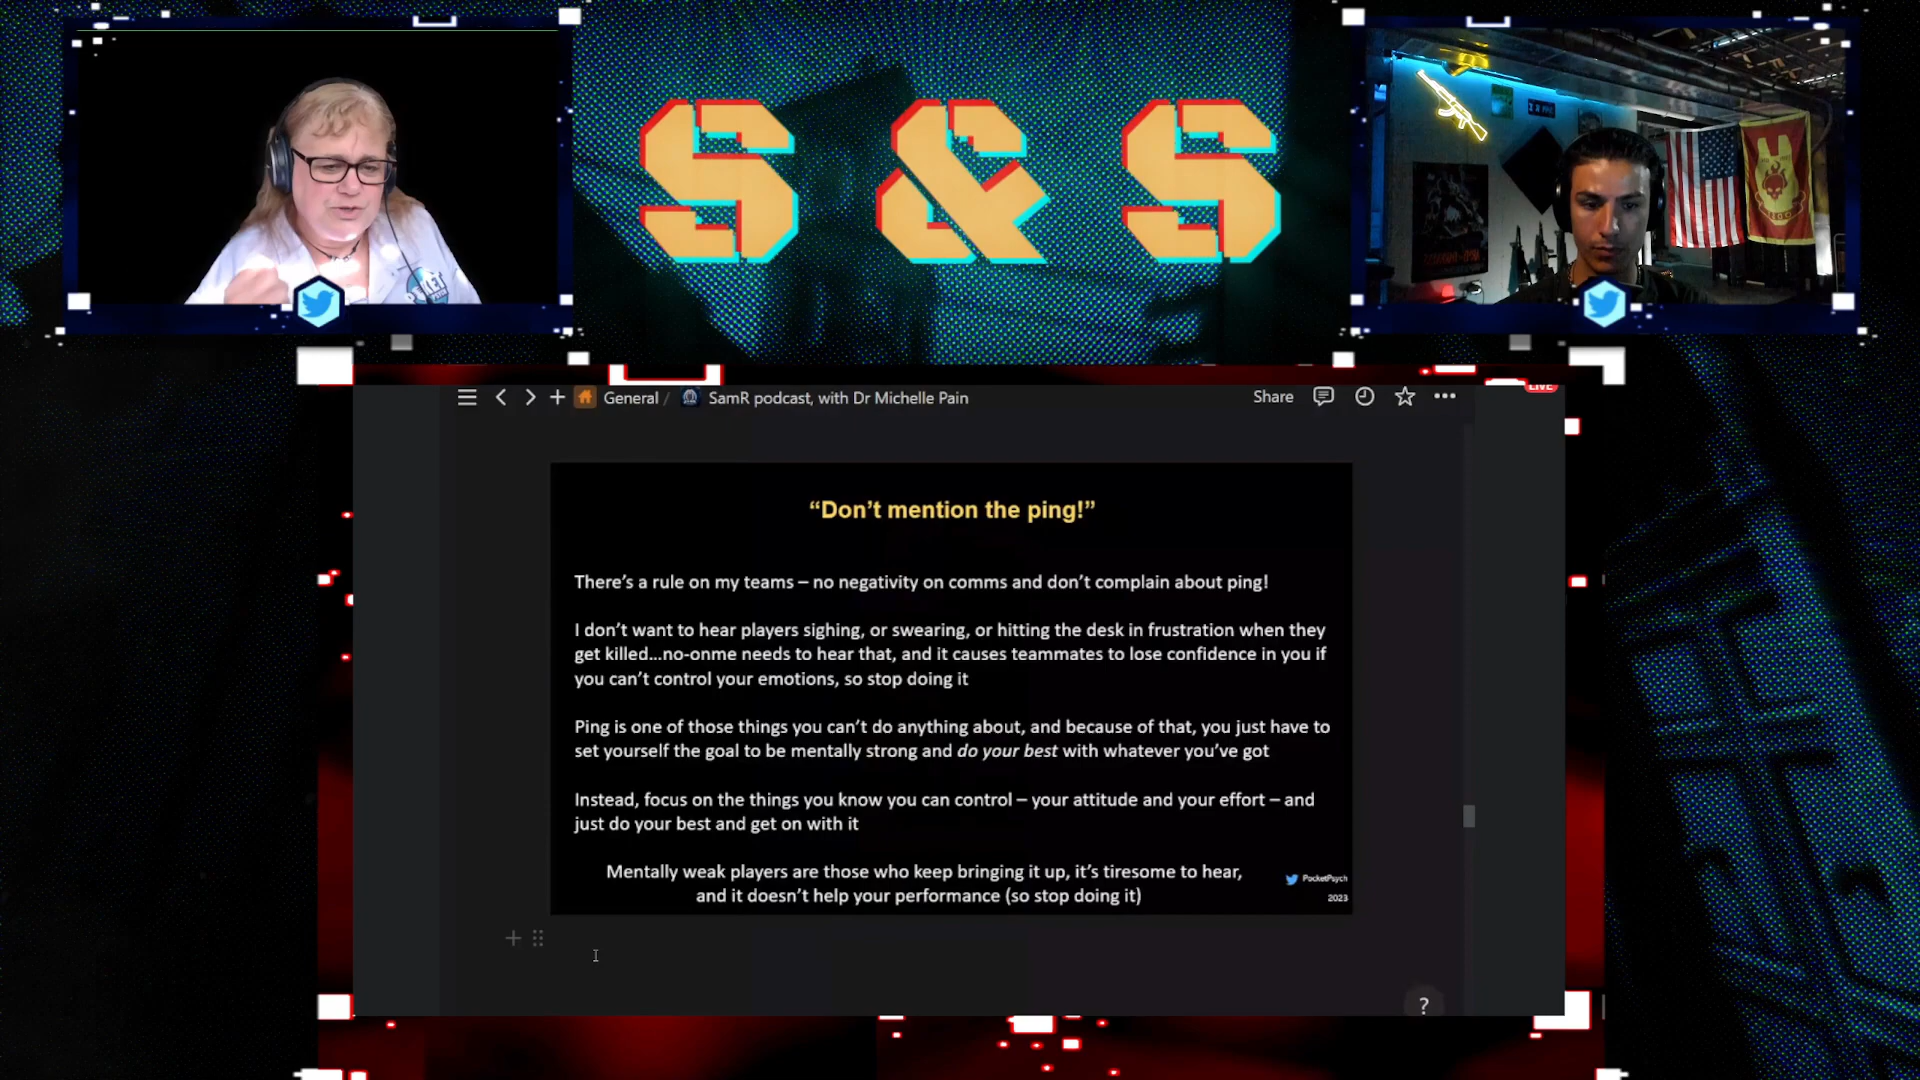 S & S
General / SamR podcast, with Dr Michelle Pain
Share
LIVE
“Don’t mention the ping!”
There’s a rule on my teams – no negativity on comms and don’t complain about ping!
I don’t want to hear players sighing, or swearing, or hitting the desk in frustration when they
get killed...no-onme needs to hear that, and it causes teammates to lose confidence in you if
you can’t control your emotions, so stop doing it
Ping is one of those things you can’t do anything about, and because of that, you just have to
set yourself the goal to be mentally strong and do your best with whatever you’ve got
Instead, focus on the things you know you can control – your attitude and your effort – and
just do your best and get on with it
Mentally weak players are those who keep bringing it up, it’s tiresome to hear,
and it doesn’t help your performance (so stop doing it)
PocketPsych
2023
?